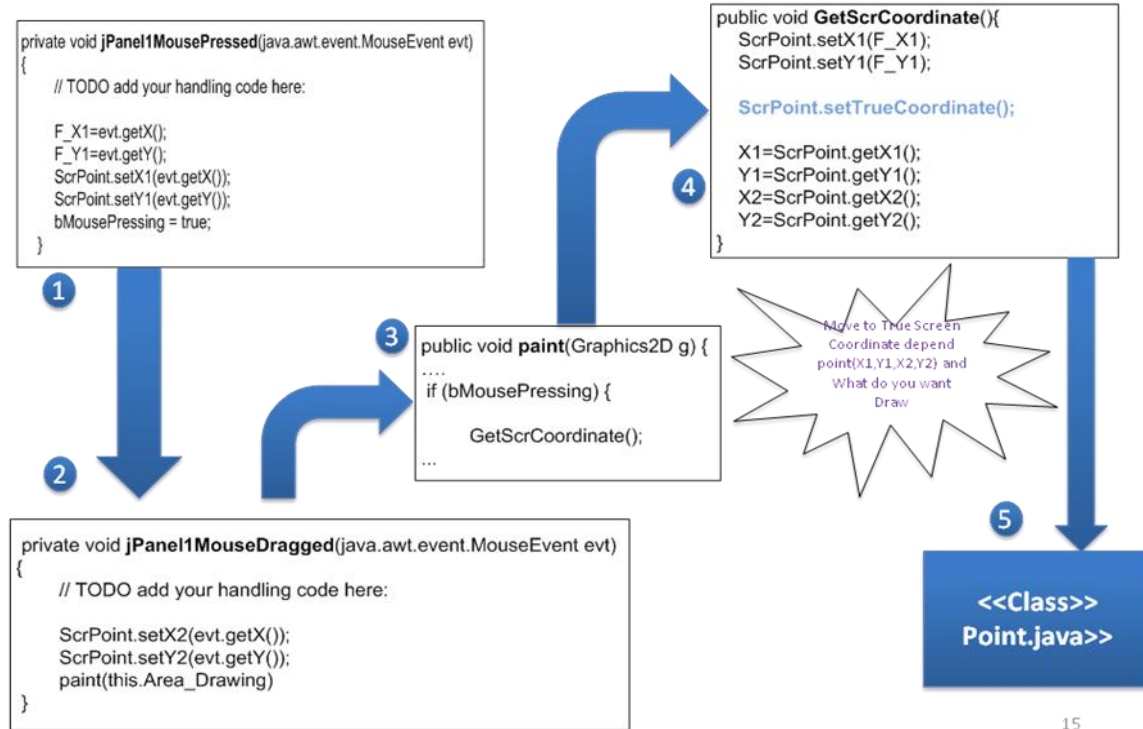 private void jPanel1MousePressed(java.awt.event.MouseEvent evt)
{
// TODO add your handling code here:
F_X1=evt.getX();
F_Y1=evt.getY();
ScrPoint.setX1(evt.getX());
ScrPoint.setY1(evt.getY());
bMousePressing = true;
}
1
2
private void jPanel1MouseDragged(java.awt.event.MouseEvent evt)
{
// TODO add your handling code here:
ScrPoint.setX2(evt.getX());
ScrPoint.setY2(evt.getY());
paint(this.Area_Drawing)
}
3
public void paint(Graphics2D g) {
....
if (bMousePressing) {
GetScrCoordinate();
...
4
public void GetScrCoordinate(){
ScrPoint.setX1(F_X1);
ScrPoint.setY1(F_Y1);
ScrPoint.setTrueCoordinate();
X1=ScrPoint.getX1();
Y1=ScrPoint.getY1();
X2=ScrPoint.getX2();
Y2=ScrPoint.getY2();
}
Move to True Screen
Coordinate depend
point(X1,Y1,X2,Y2) and
What do you want
Draw
5
<<Class>>
Point.java>>
15